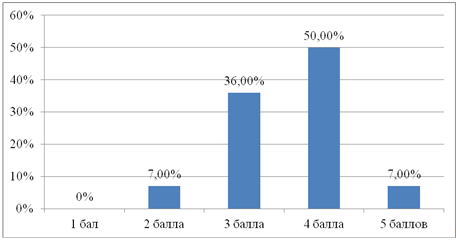 60%
50%
40%
30%
20%
10%
0%
0%
7,00%
36,00%
50,00%
7,00%
1 бал
2 балла
3 балла
4 балла
5 баллов